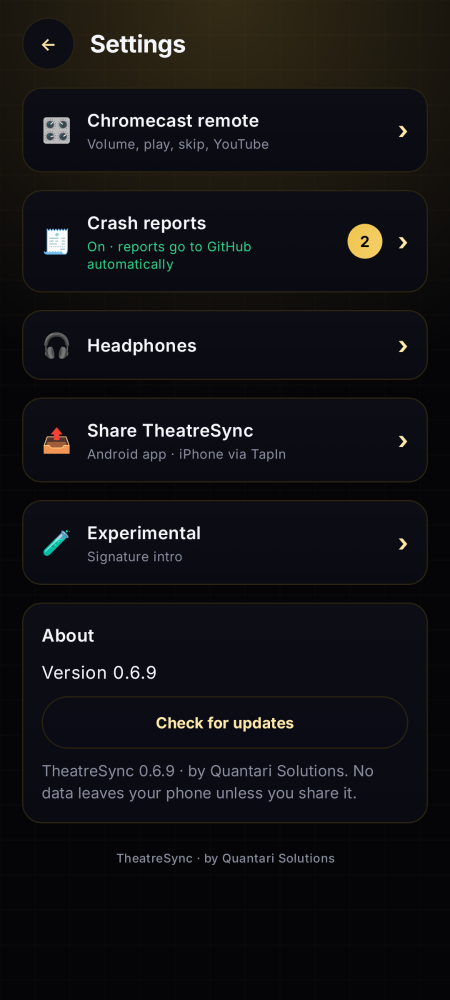 Settings
Chromecast remote
Volume, play, skip, YouTube
Crash reports
On · reports go to GitHub
automatically
2
Headphones
Share TheatreSync
Android app · iPhone via TapIn
Experimental
Signature intro
About
Version 0.6.9
Check for updates
TheatreSync 0.6.9 · by Quantari Solutions. No
data leaves your phone unless you share it.
TheatreSync · by Quantari Solutions